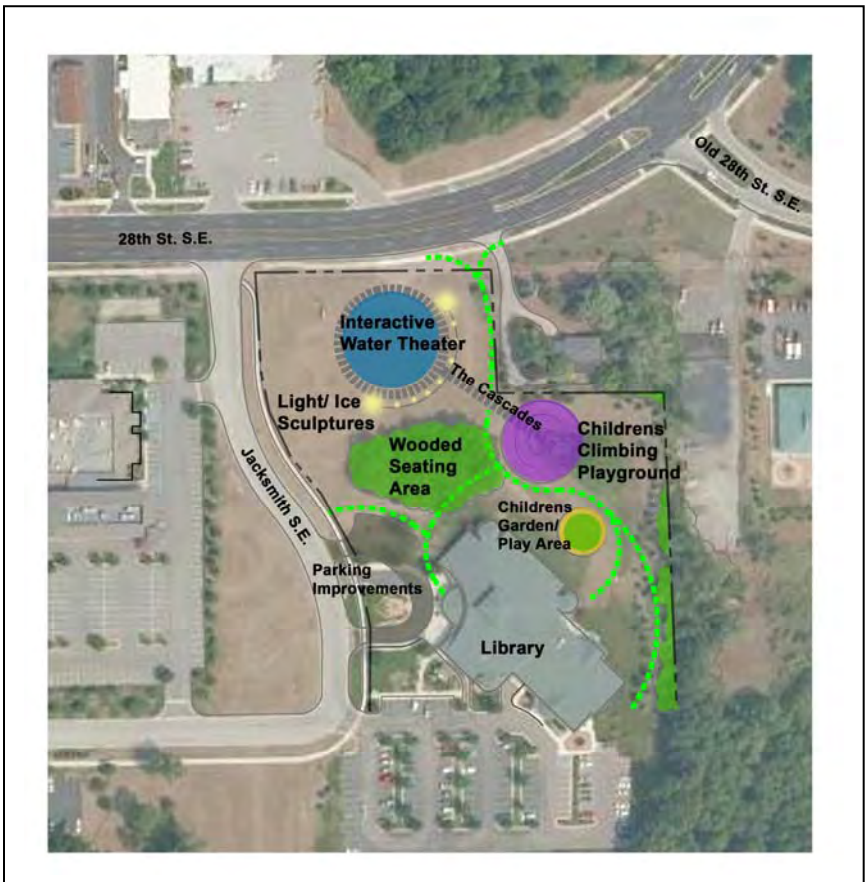 Old 28th St. S.E.
28th St. S.E.
Interactive
Water Theater
The Cascades
Light/ Ice
Sculptures
Childrens
Climbing
Playground
Wooded
Seating
Area
Jacksmith S.E.
Childrens
Garden/
Play Area
Parking
Improvements
Library